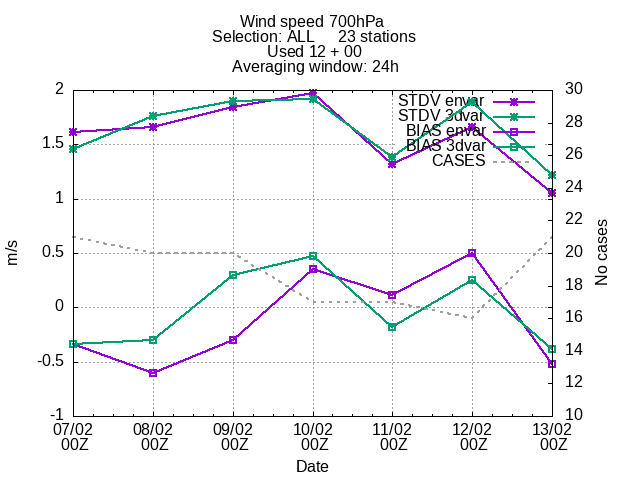 Wind speed 700hPa
Selection: ALL 23 stations
Used 12 + 00
Averaging window: 24h
STDV envar
STDV 3dvar
BIAS envar
BIAS 3dvar
CASES
2
1.5
1
0.5
0
-0.5
-1
30
28
26
24
22
20
18
16
14
12
10
m/s
No cases
07/02 08/02 09/02 10/02 11/02 12/02 13/02
00Z 00Z 00Z 00Z 00Z 00Z 00Z
Date